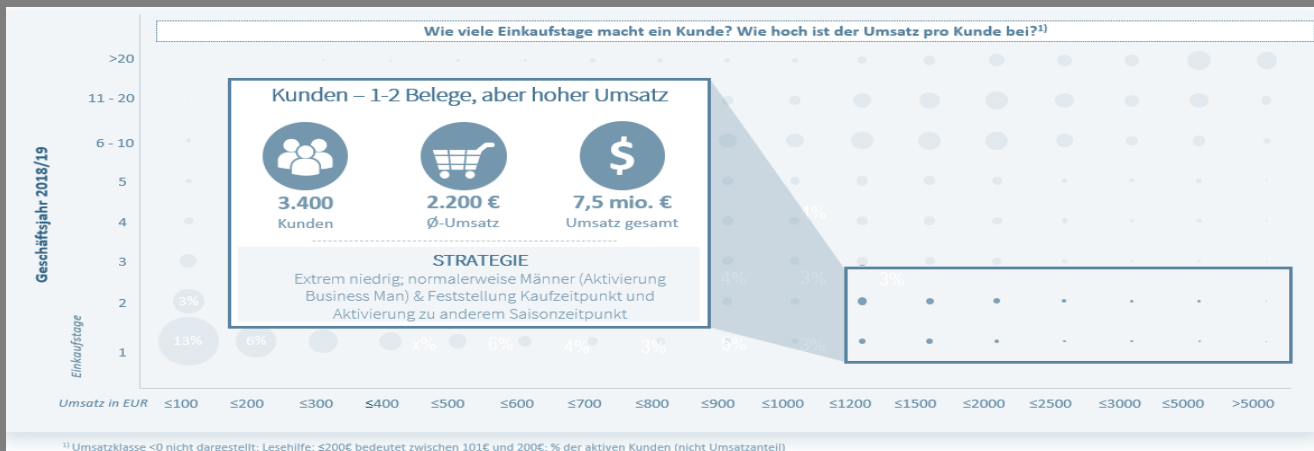 Wie viele Einkaufstage macht ein Kunde? Wie hoch ist der Umsatz pro Kunde bei?¹⁾
Geschäftsjahr 2018/19
Einkaufstage
>20
11 - 20
6 - 10
5
4
3
2
1
Kunden – 1-2 Belege, aber hoher Umsatz
3.400
Kunden
2.200 €
Ø-Umsatz
7,5 mio. €
Umsatz gesamt
STRATEGIE
Extrem niedrig; normalerweise Männer (Aktivierung
Business Man) & Feststellung Kaufzeitpunkt und
Aktivierung zu anderem Saisonzeitpunkt
4%
3%
3%
3%
13% 6% x% 6% 4% 3% 6% 3%
Umsatz in EUR ≤100 ≤200 ≤300 ≤400 ≤500 ≤600 ≤700 ≤800 ≤900 ≤1000 ≤1200 ≤1500 ≤2000 ≤2500 ≤3000 ≤5000 >5000
¹⁾ Umsatzklasse <0 nicht dargestellt; Lesehilfe: ≤200€ bedeutet zwischen 101€ und 200€; % der aktiven Kunden (nicht Umsatzanteil)